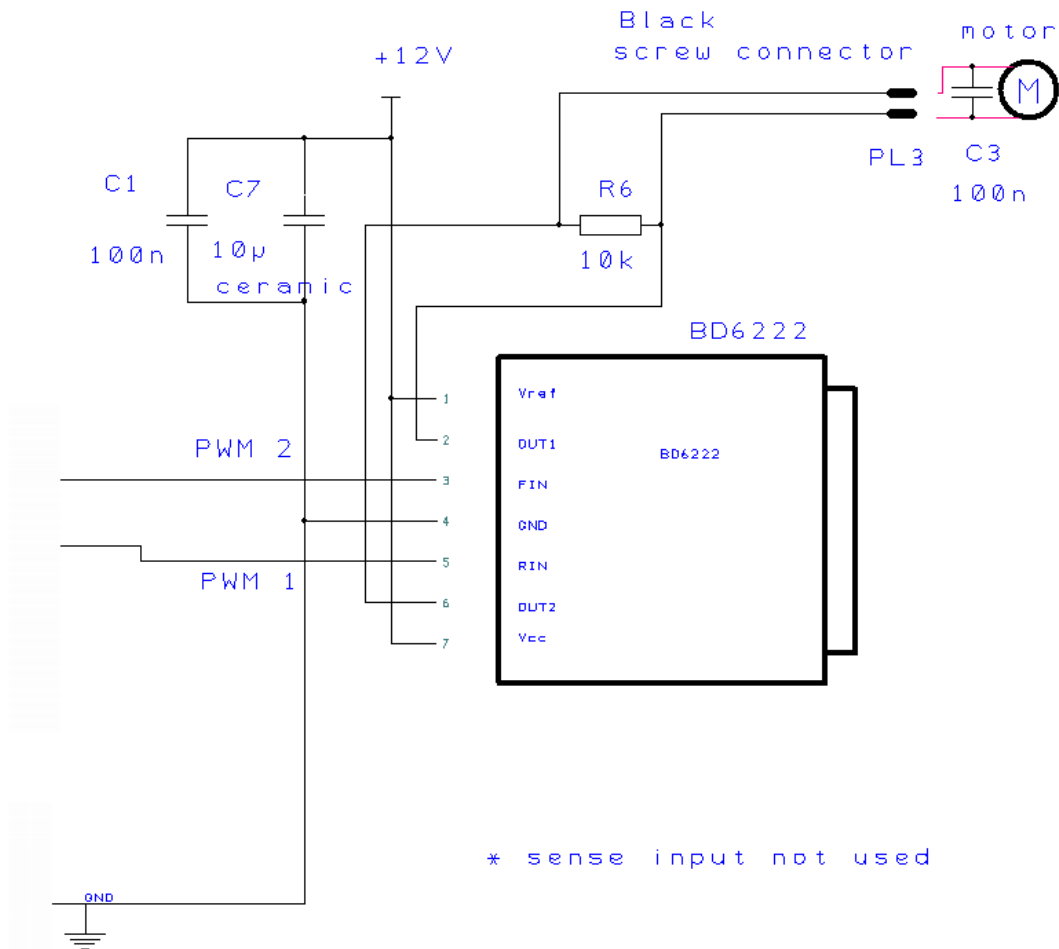 Black
screw connector
motor
+12V
M
PL3
C3
100n
C1
C7
R6
100n
10µ
ceramic
10k
BD6222
1
Vref
2
OUT1
BD6222
PWM 2
3
FIN
4
GND
5
RIN
PWM 1
6
OUT2
7
Vcc
* sense input not used
GND